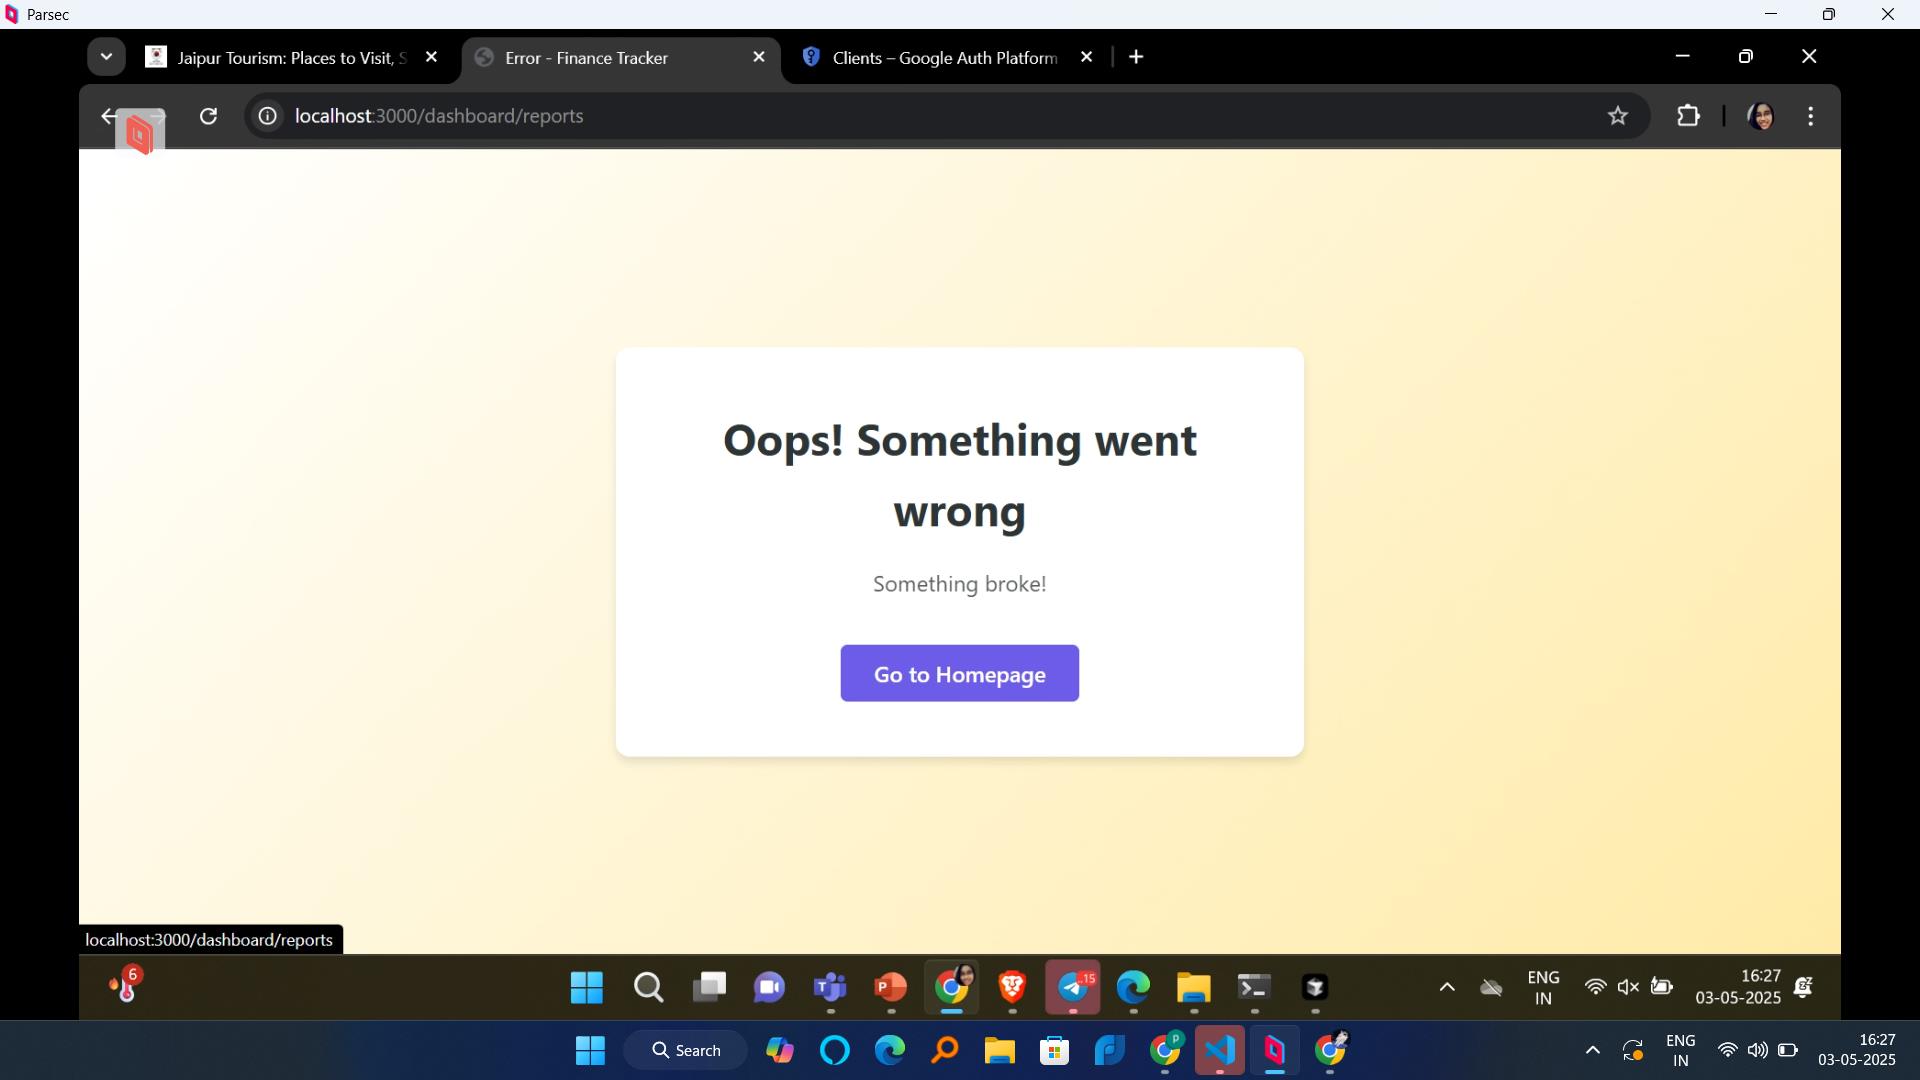 Parsec
Jaipur Tourism: Places to Visit, S
Error - Finance Tracker
Clients – Google Auth Platform
localhost:3000/dashboard/reports
Oops! Something went
wrong
Something broke!
Go to Homepage
localhost:3000/dashboard/reports
6
15
ENG
IN
16:27
03-05-2025
Search
P
ENG
IN
16:27
03-05-2025